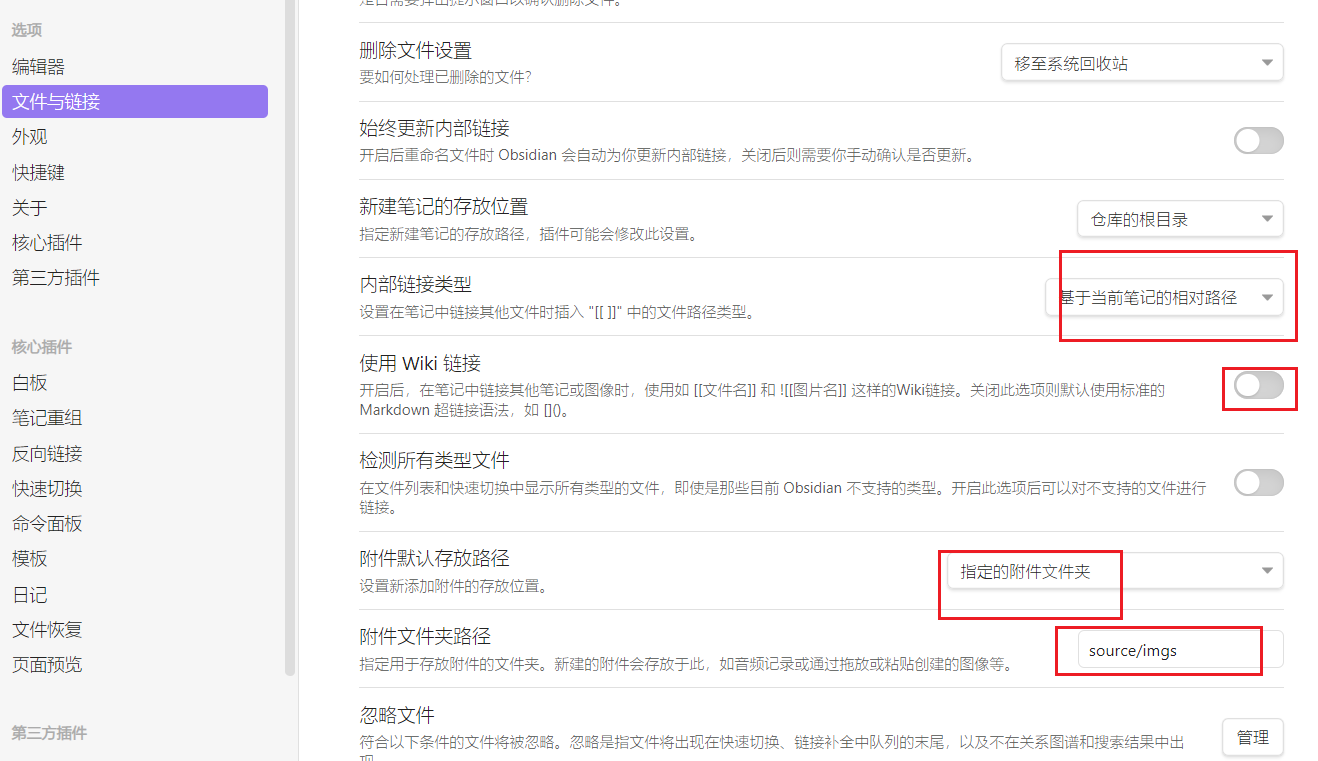 选项
编辑器
文件与链接
外观
快捷键
关于
核心插件
第三方插件
核心插件
白板
笔记重组
反向链接
快速切换
命令面板
模板
日记
文件恢复
页面预览
第三方插件
是否需要弹出提示窗口以确认删除文件。
删除文件设置
要如何处理已删除的文件?
移至系统回收站
始终更新内部链接
开启后重命名文件时 Obsidian 会自动为你更新内部链接，关闭后则需要你手动确认是否更新。
新建笔记的存放位置
指定新建笔记的存放路径，插件可能会修改此设置。
仓库的根目录
内部链接类型
设置在笔记中链接其他文件时插入 "[[ ]]" 中的文件路径类型。
基于当前笔记的相对路径
使用 Wiki 链接
开启后，在笔记中链接其他笔记或图像时，使用如 [[文件名]] 和 ![[图片名]] 这样的Wiki链接。关闭此选项则默认使用标准的
Markdown 超链接语法，如 []()。
检测所有类型文件
在文件列表和快速切换中显示所有类型的文件，即使是那些目前 Obsidian 不支持的类型。开启此选项后可以对不支持的文件进行
链接。
附件默认存放路径
设置新添加附件的存放位置。
指定的附件文件夹
附件文件夹路径
指定用于存放附件的文件夹。新建的附件会存放于此，如音频记录或通过拖放或粘贴创建的图像等。
source/imgs
忽略文件
符合以下条件的文件将被忽略。忽略是指文件将出现在快速切换、链接补全中队列的末尾，以及不在关系图谱和搜索结果中出
现。
管理